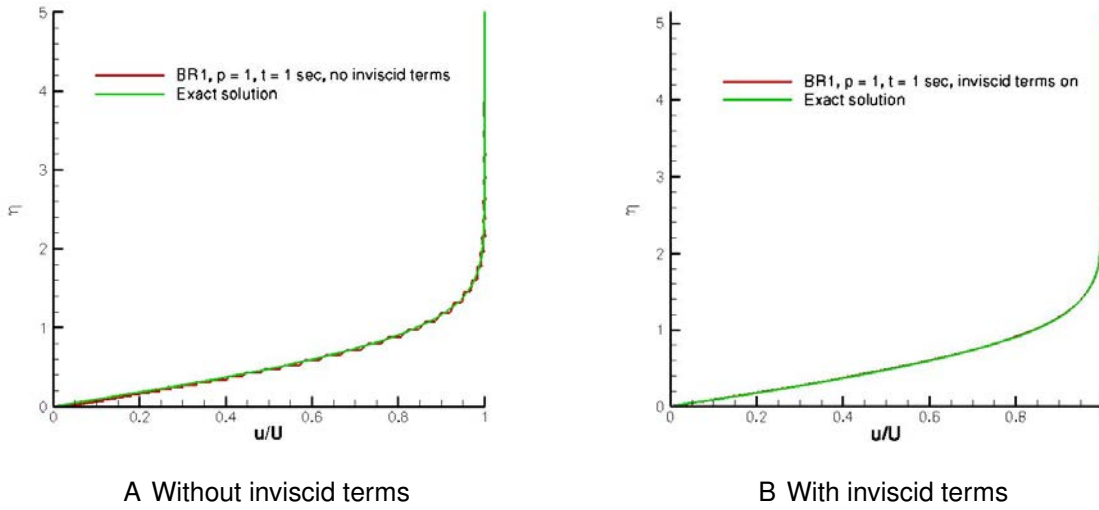 5
4
3
2
1
0
η
BR1, p = 1, t = 1 sec, no inviscid terms
Exact solution
0
0.2
0.4
0.6
0.8
1
u/U
A Without inviscid terms
5
4
3
2
1
0
η
BR1, p = 1, t = 1 sec, inviscid terms on
Exact solution
0
0.2
0.4
0.6
0.8
u/U
B With inviscid terms